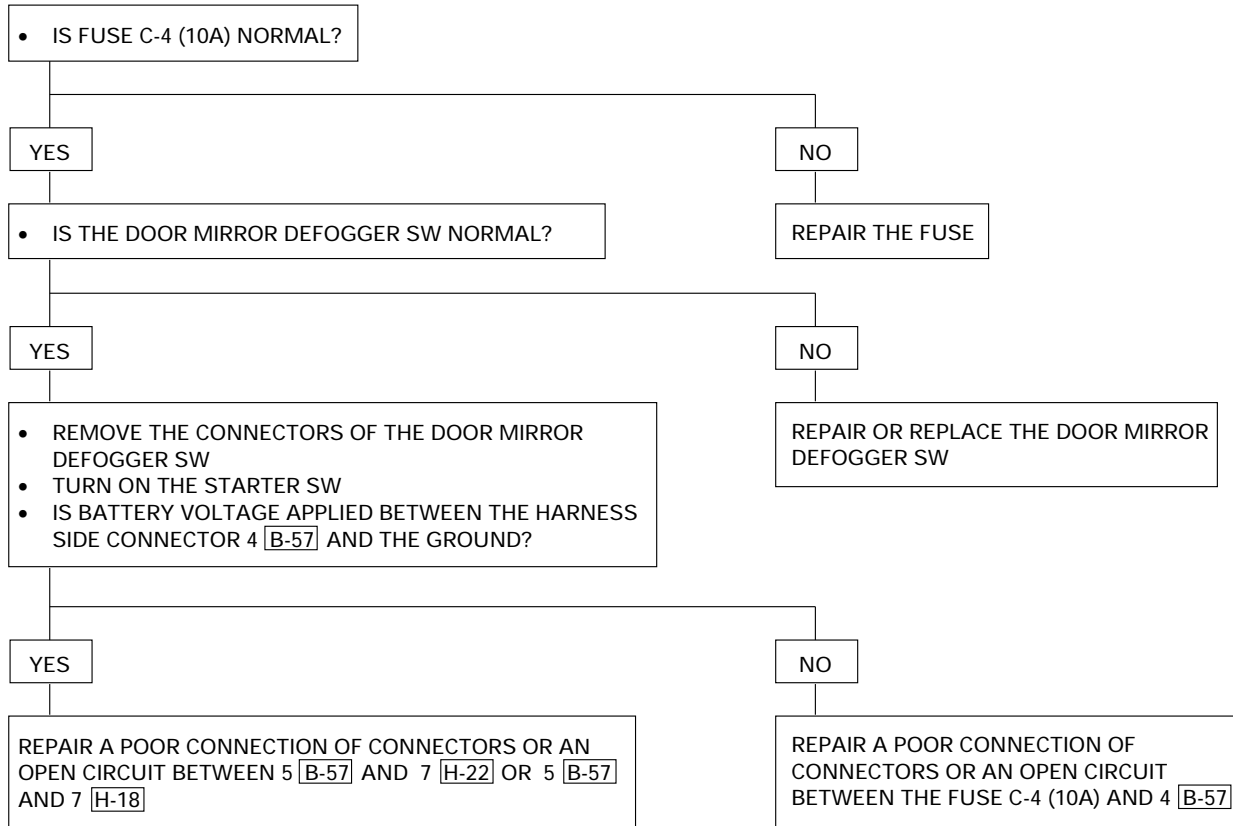 • IS FUSE C-4 (10A) NORMAL?
YES
NO
• IS THE DOOR MIRROR DEFOGGER SW NORMAL?
REPAIR THE FUSE
YES
NO
• REMOVE THE CONNECTORS OF THE DOOR MIRROR
DEFOGGER SW
• TURN ON THE STARTER SW
• IS BATTERY VOLTAGE APPLIED BETWEEN THE HARNESS
SIDE CONNECTOR 4 B-57 AND THE GROUND?
REPAIR OR REPLACE THE DOOR MIRROR
DEFOGGER SW
YES
NO
REPAIR A POOR CONNECTION OF CONNECTORS OR AN
OPEN CIRCUIT BETWEEN 5 B-57 AND 7 H-22 OR 5 B-57
AND 7 H-18
REPAIR A POOR CONNECTION OF
CONNECTORS OR AN OPEN CIRCUIT
BETWEEN THE FUSE C-4 (10A) AND 4 B-57